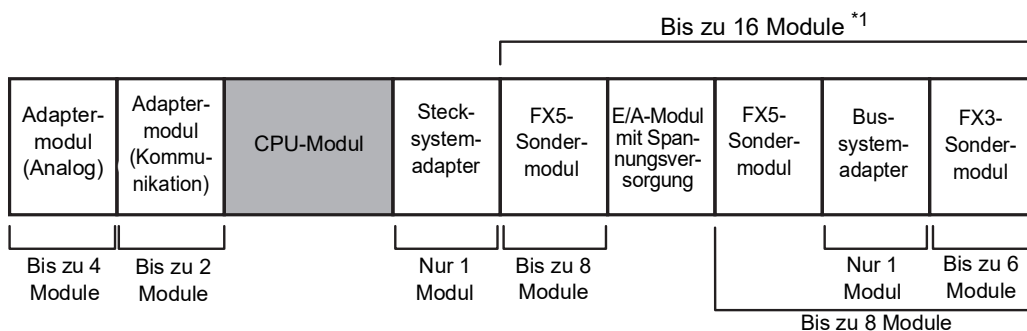 Bis zu 16 Module *1
Adapter-
modul
(Analog)
Adapter-
modul
(Kommu-
nikation)
CPU-Modul
Steck-
system-
adapter
FX5-
Sonder-
modul
E/A-Modul
mit Span-
nungsver-
sorgung
FX5-
Sonder-
modul
Bus-
system-
adapter
FX3-
Sonder-
modul
Bis zu 4
Module
Bis zu 2
Module
Nur 1
Modul
Bis zu 8
Module
Nur 1
Modul
Bis zu 6
Module
Bis zu 8 Module